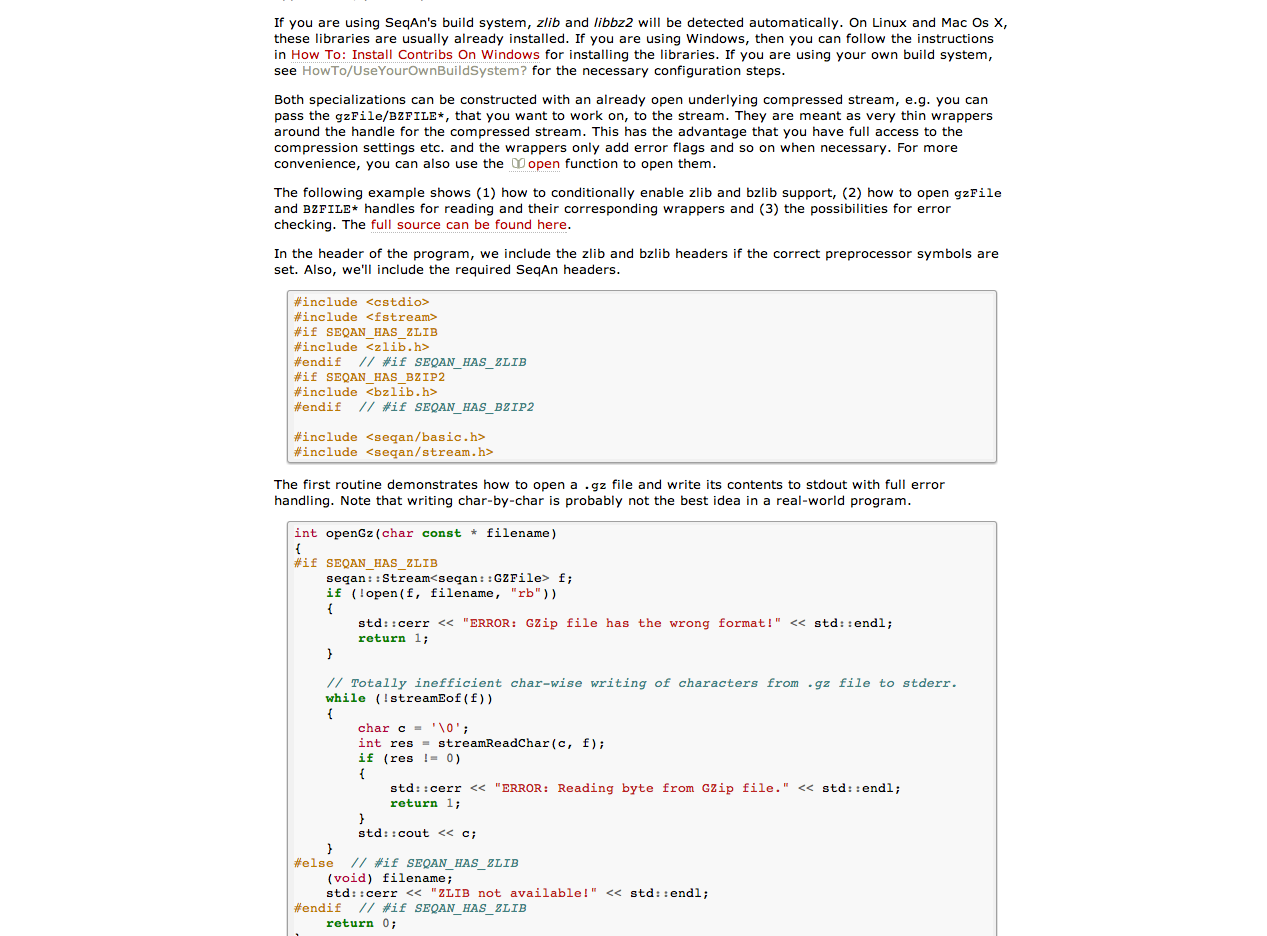 If you are using SeqAn's build system, zlib and libbz2 will be detected automatically. On Linux and Mac Os X,
these libraries are usually already installed. If you are using Windows, then you can follow the instructions
in How To: Install Contribs On Windows for installing the libraries. If you are using your own build system,
see HowTo/UseYourOwnBuildSystem? for the necessary configuration steps.
Both specializations can be constructed with an already open underlying compressed stream, e.g. you can
pass the gzFile/BZFILE*, that you want to work on, to the stream. They are meant as very thin wrappers
around the handle for the compressed stream. This has the advantage that you have full access to the
compression settings etc. and the wrappers only add error flags and so on when necessary. For more
convenience, you can also use the open function to open them.
The following example shows (1) how to conditionally enable zlib and bzlib support, (2) how to open gzFile
and BZFILE* handles for reading and their corresponding wrappers and (3) the possibilities for error
checking. The full source can be found here.
In the header of the program, we include the zlib and bzlib headers if the correct preprocessor symbols are
set. Also, we'll include the required SeqAn headers.
#include <cstdio>
#include <fstream>
#if SEQAN_HAS_ZLIB
#include <zlib.h>
#endif  // #if SEQAN_HAS_ZLIB
#if SEQAN_HAS_BZIP2
#include <bzlib.h>
#endif  // #if SEQAN_HAS_BZIP2
#include <seqan/basic.h>
#include <seqan/stream.h>
The first routine demonstrates how to open a .gz file and write its contents to stdout with full error
handling. Note that writing char-by-char is probably not the best idea in a real-world program.
int openGz(char const * filename)
{
#if SEQAN_HAS_ZLIB
    seqan::Stream<seqan::GZFile> f;
    if (!open(f, filename, "rb"))
    {
        std::cerr << "ERROR: GZip file has the wrong format!" << std::endl;
        return 1;
    }
    // Totally inefficient char-wise writing of characters from .gz file to stderr.
    while (!streamEof(f))
    {
        char c = '\0';
        int res = streamReadChar(c, f);
        if (res != 0)
        {
            std::cerr << "ERROR: Reading byte from GZip file." << std::endl;
            return 1;
        }
        std::cout << c;
    }
#else  // #if SEQAN_HAS_ZLIB
    (void) filename;
    std::cerr << "ZLIB not available!" << std::endl;
#endif  // #if SEQAN_HAS_ZLIB
    return 0;